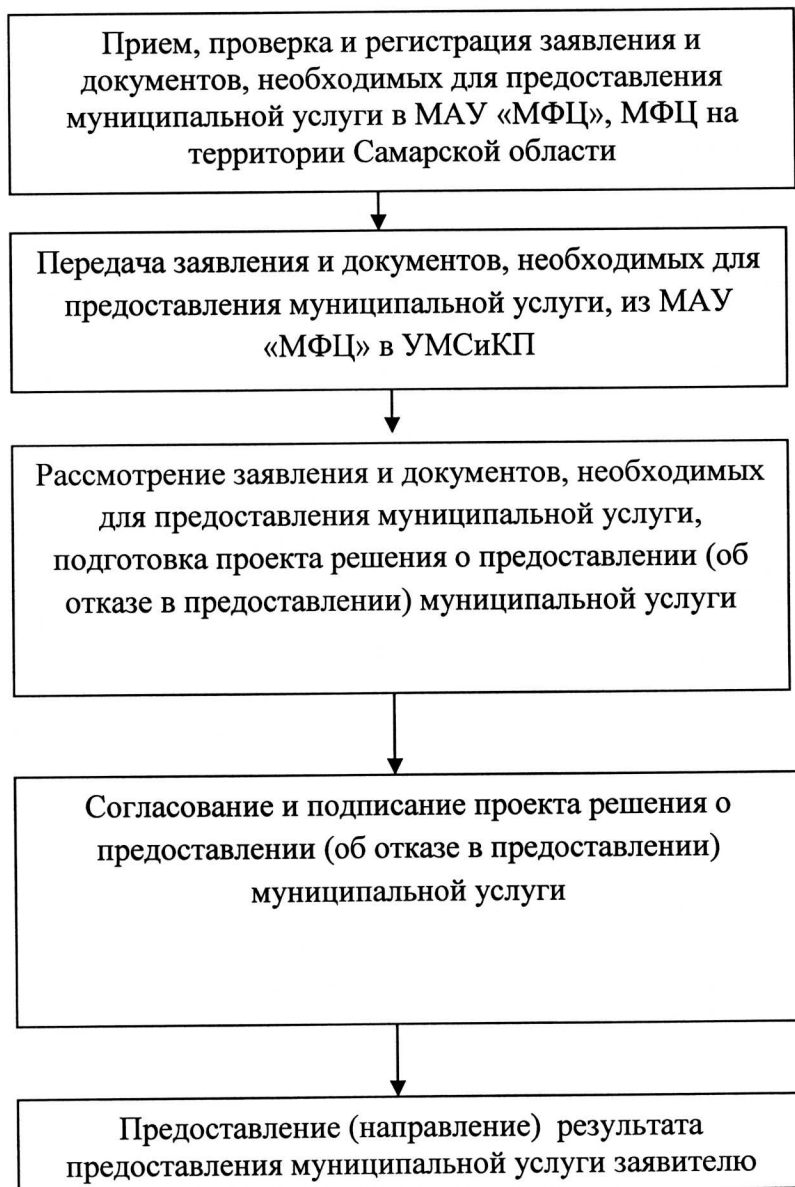 Прием, проверка и регистрация заявления и
документов, необходимых для предоставления
муниципальной услуги в МАУ «МФЦ», МФЦ на
территории Самарской области
Передача заявления и документов, необходимых для
предоставления муниципальной услуги, из МАУ
«МФЦ» в УМСиКП
Рассмотрение заявления и документов, необходимых
для предоставления муниципальной услуги,
подготовка проекта решения о предоставлении (об
отказе в предоставлении) муниципальной услуги
Согласование и подписание проекта решения о
предоставлении (об отказе в предоставлении)
муниципальной услуги
Предоставление (направление) результата
предоставления муниципальной услуги заявителю